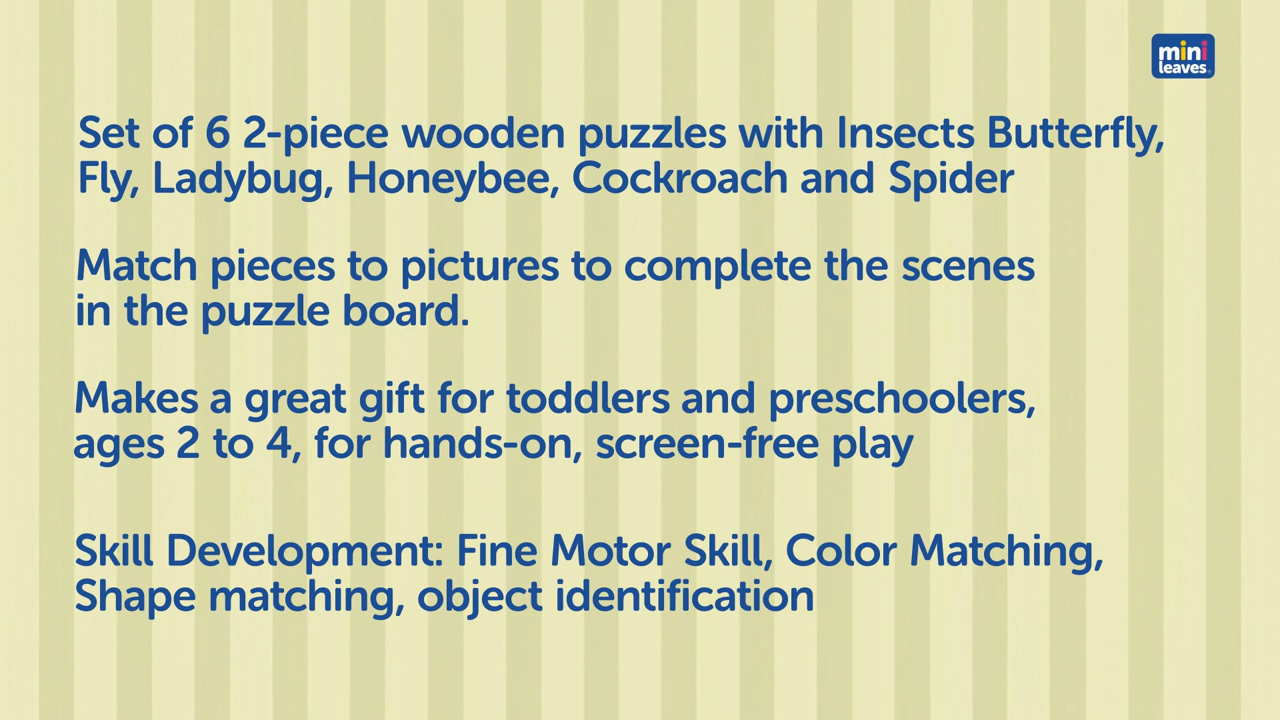 mini
leaves
Set of 6 2-piece wooden puzzles with Insects Butterfly,
Fly, Ladybug, Honeybee, Cockroach and Spider
Match pieces to pictures to complete the scenes
in the puzzle board.
Makes a great gift for toddlers and preschoolers,
ages 2 to 4, for hands-on, screen-free play
Skill Development: Fine Motor Skill, Color Matching,
Shape matching, object identification